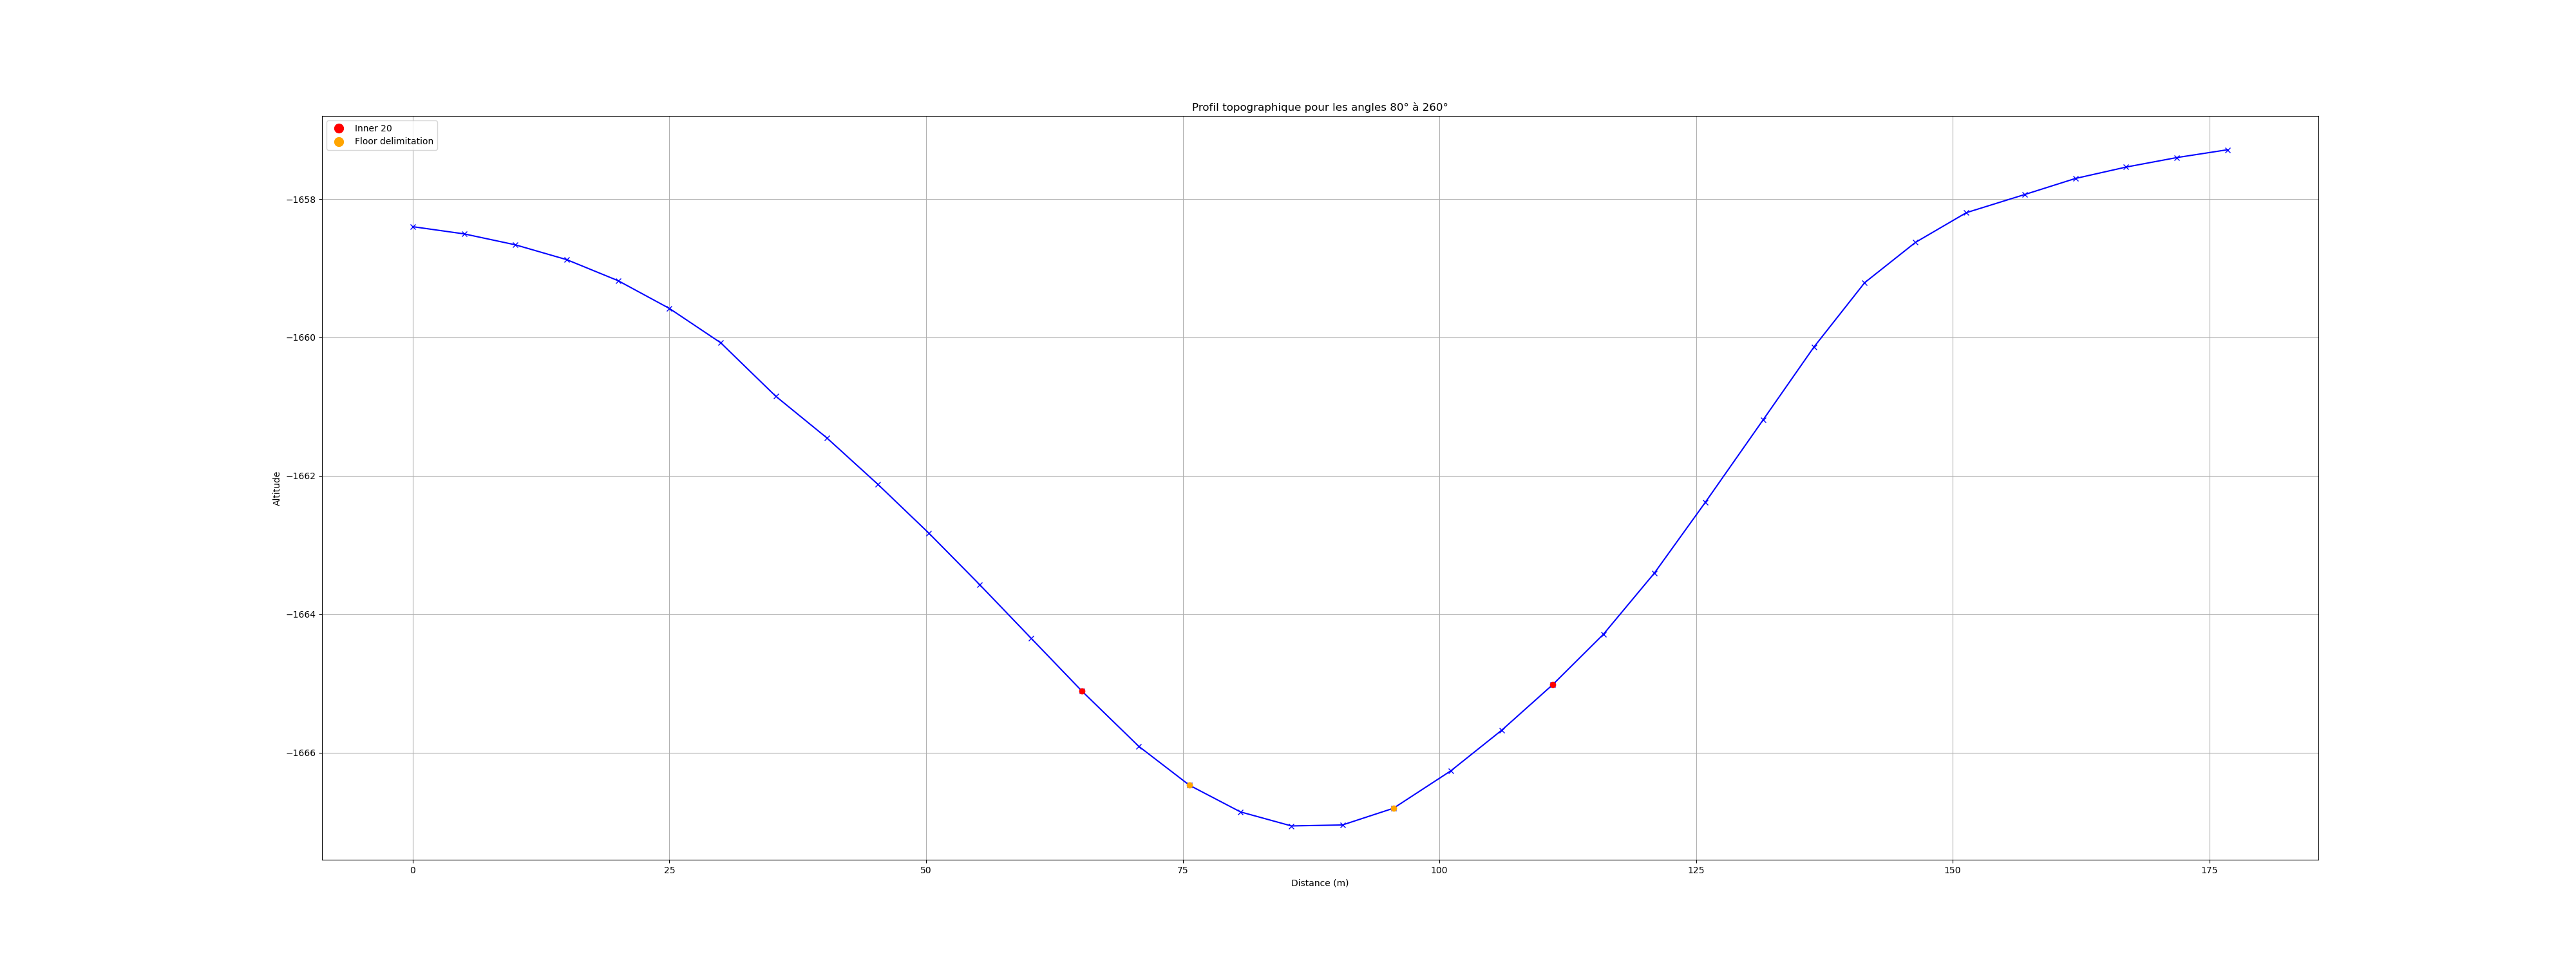 Profil topographique pour les angles 80° à 260°
Inner 20
Floor delimitation
−1658
−1660
−1662
−1664
−1666
Altitude
0 25 50 75 100 125 150 175
Distance (m)